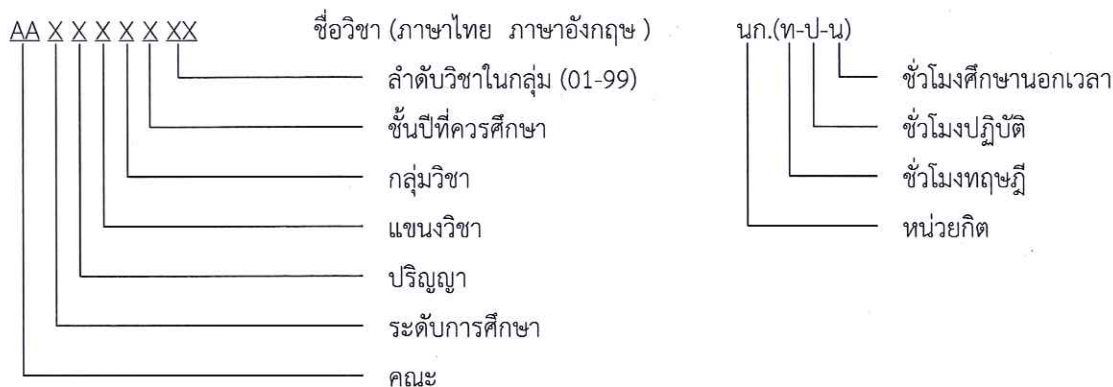 AA X X X X X XX ชื่อวิชา (ภาษาไทย ภาษาอังกฤษ ) นก.(ท-ป-น)
ลำดับวิชาในกลุ่ม (01-99) ชั่วโมงศึกษานอกเวลา
ชั้นปีที่ควรศึกษา ชั่วโมงปฏิบัติ
กลุ่มวิชา ชั่วโมงทฤษฎี
แขนงวิชา หน่วยกิต
ปริญญา
ระดับการศึกษา
คณะ